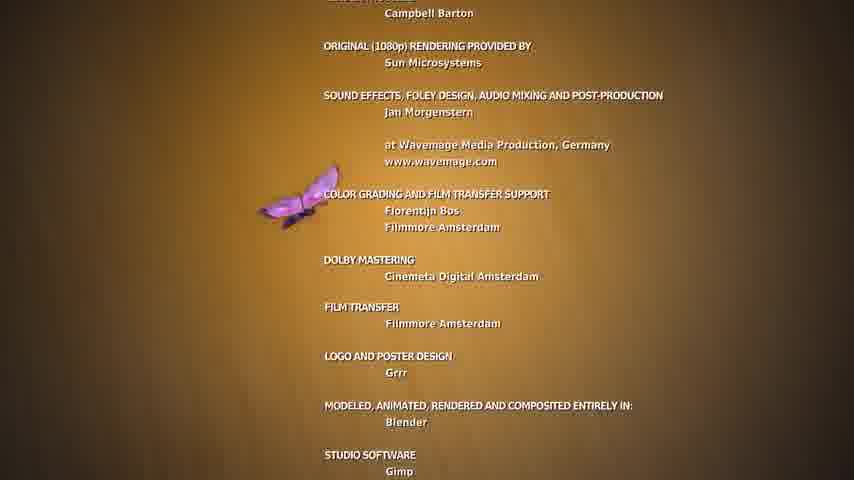 Campbell Barton
ORIGINAL (1080p) RENDERING PROVIDED BY
Sun Microsystems
SOUND EFFECTS, FOLEY DESIGN, AUDIO MIXING AND POST-PRODUCTION
Jan Morgenstern
at Wavemage Media Production, Germany
www.wavemage.com
COLOR GRADING AND FILM TRANSFER SUPPORT
Florentijn Bos
Filmmore Amsterdam
DOLBY MASTERING
Cinemeta Digital Amsterdam
FILM TRANSFER
Filmmore Amsterdam
LOGO AND POSTER DESIGN
Grrr
MODELED, ANIMATED, RENDERED AND COMPOSITED ENTIRELY IN:
Blender
STUDIO SOFTWARE
Gimp